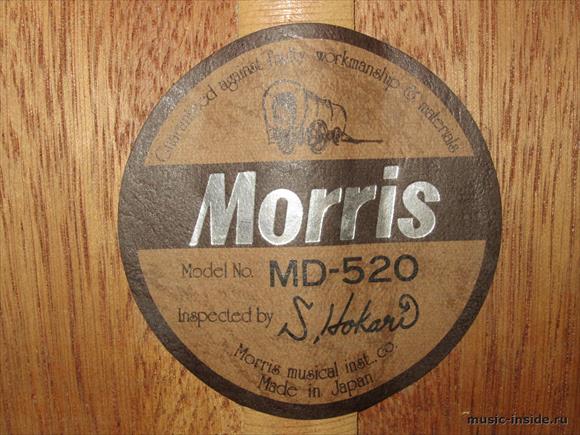 Guaranteed against faulty workmanship & materials
Morris
Model No. MD-520
Inspected by S. Hokari
Morris musical inst. co.
Made in Japan
music-inside.ru